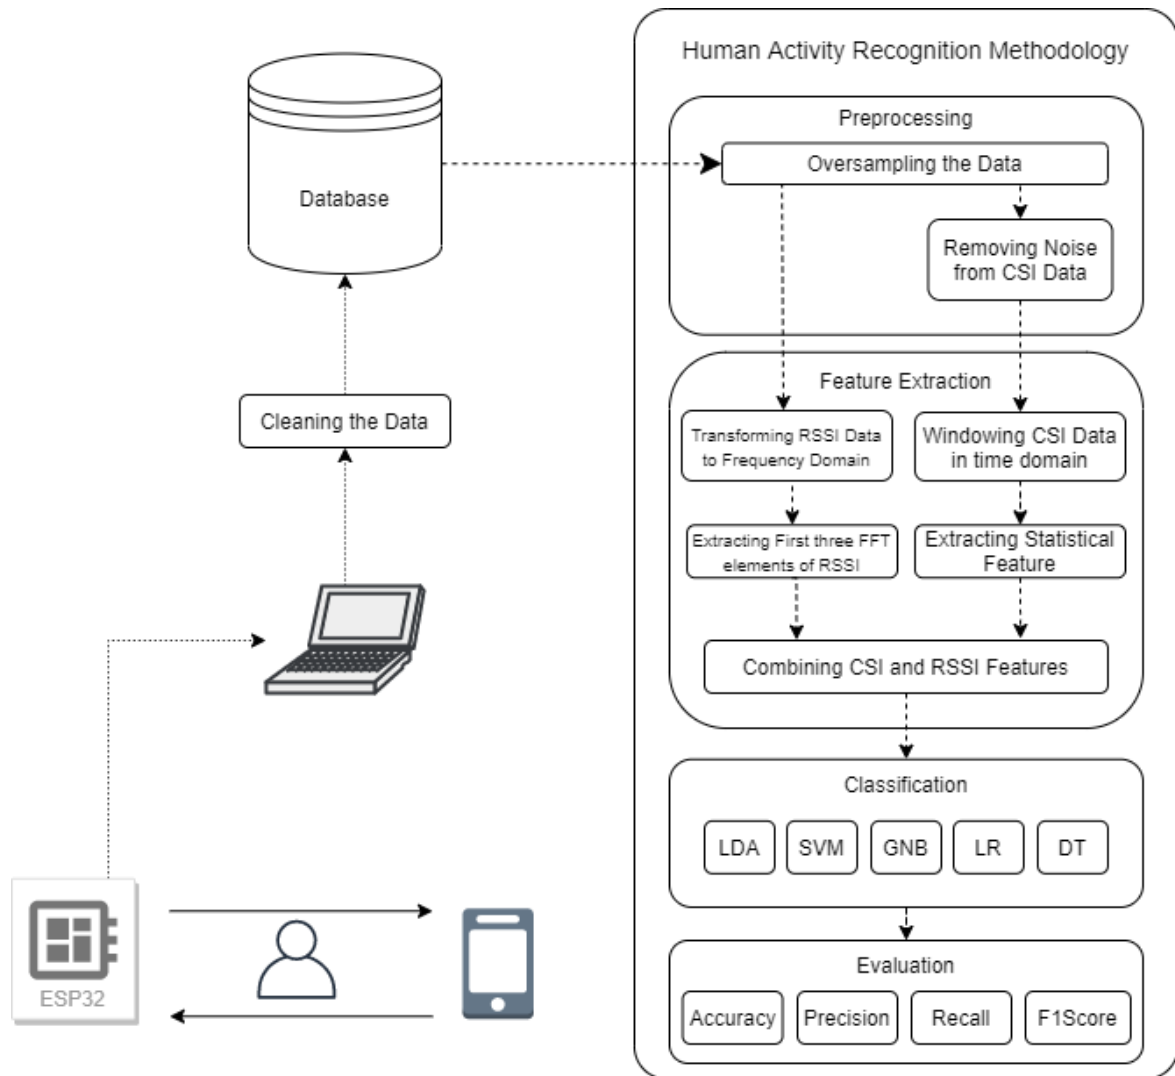 Human Activity Recognition Methodology
Preprocessing
Oversampling the Data
Removing Noise
from CSI Data
Database
Cleaning the Data
Feature Extraction
Transforming RSSI Data
to Frequency Domain
Windowing CSI Data
in time domain
Extracting First three FFT
elements of RSSI
Extracting Statistical
Feature
Combining CSI and RSSI Features
Classification
LDA
SVM
GNB
LR
DT
ESP32
Evaluation
Accuracy
Precision
Recall
F1Score